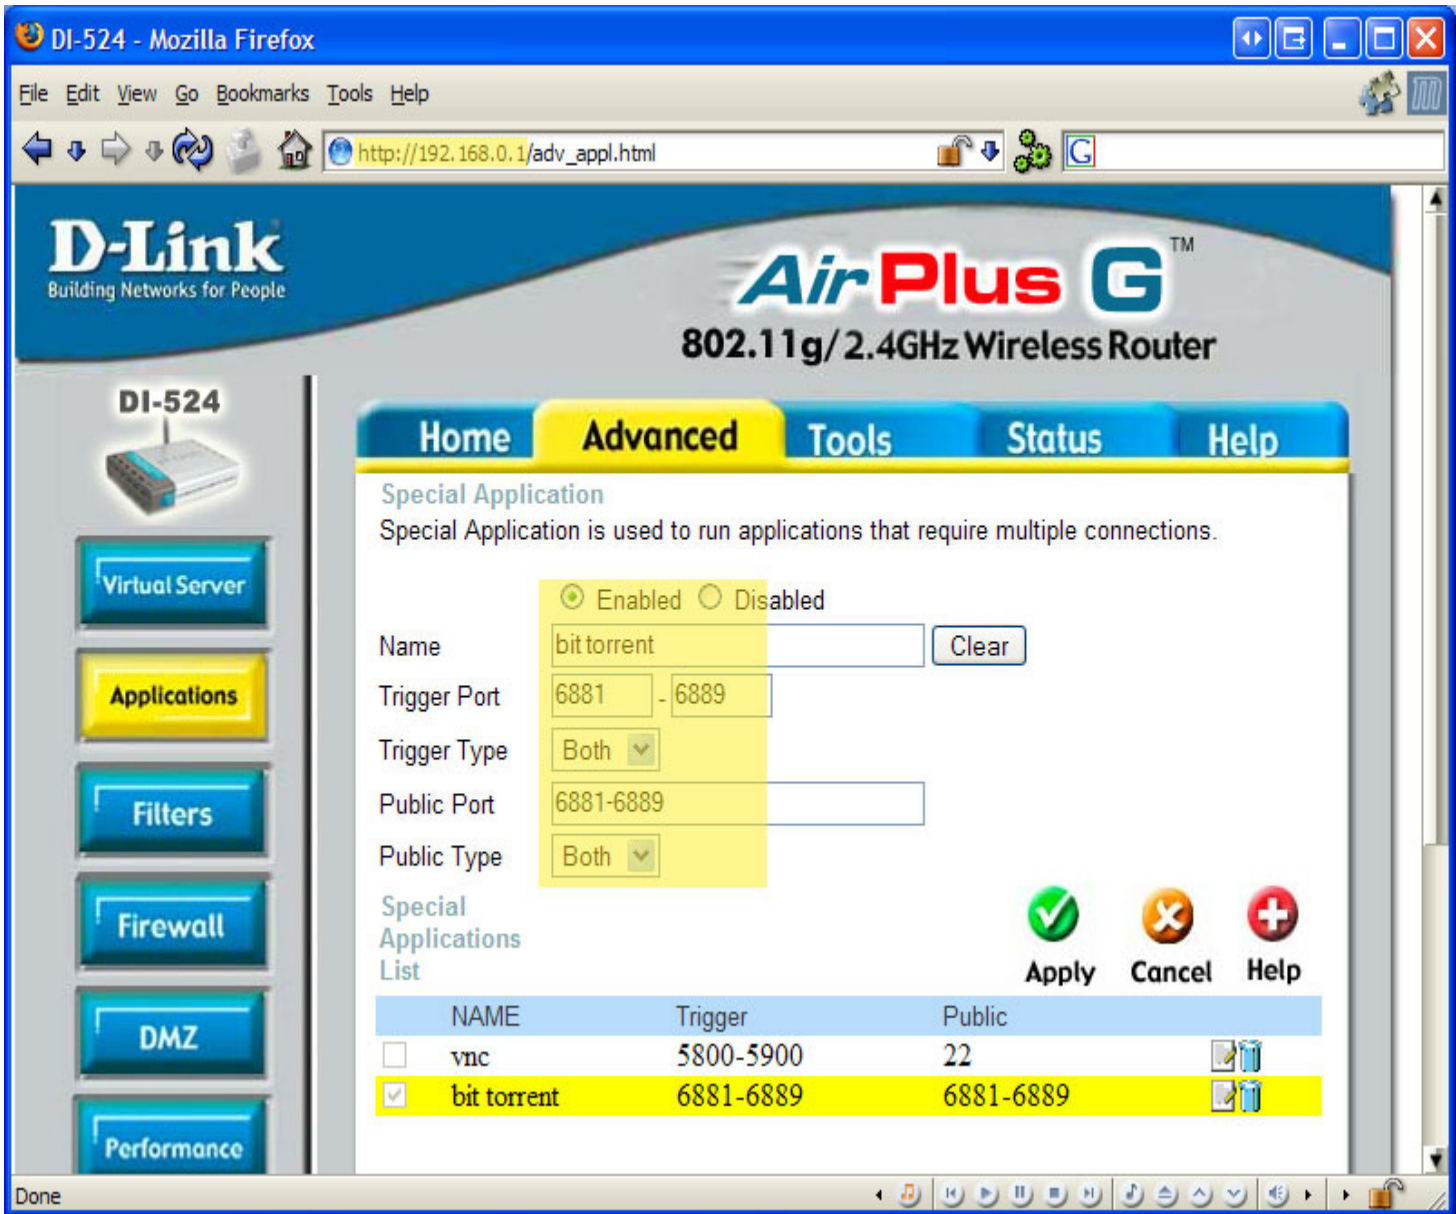 DI-524 - Mozilla Firefox
File Edit View Go Bookmarks Tools Help
http://192.168.0.1/adv_appl.html
G
D-Link
Building Networks for People
Air Plus G™
802.11g/2.4GHz Wireless Router
DI-524
Home Advanced Tools Status Help
Virtual Server
Applications
Filters
Firewall
DMZ
Performance
Special Application
Special Application is used to run applications that require multiple connections.
Enabled Disabled
Name bit torrent Clear
Trigger Port 6881 - 6889
Trigger Type Both
Public Port 6881-6889
Public Type Both
Special
Applications
List
Apply Cancel Help
NAME Trigger Public
vnc 5800-5900 22
bit torrent 6881-6889 6881-6889
Done